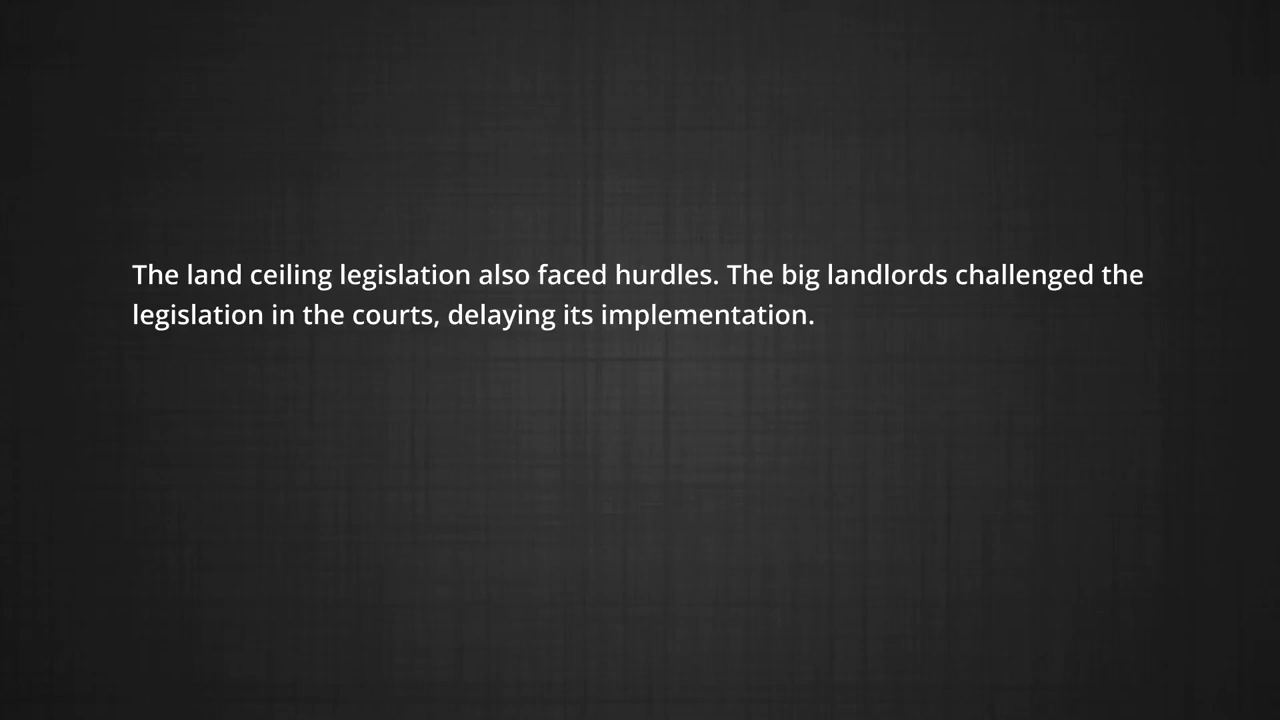 The land ceiling legislation also faced hurdles. The big landlords challenged the
legislation in the courts, delaying its implementation.